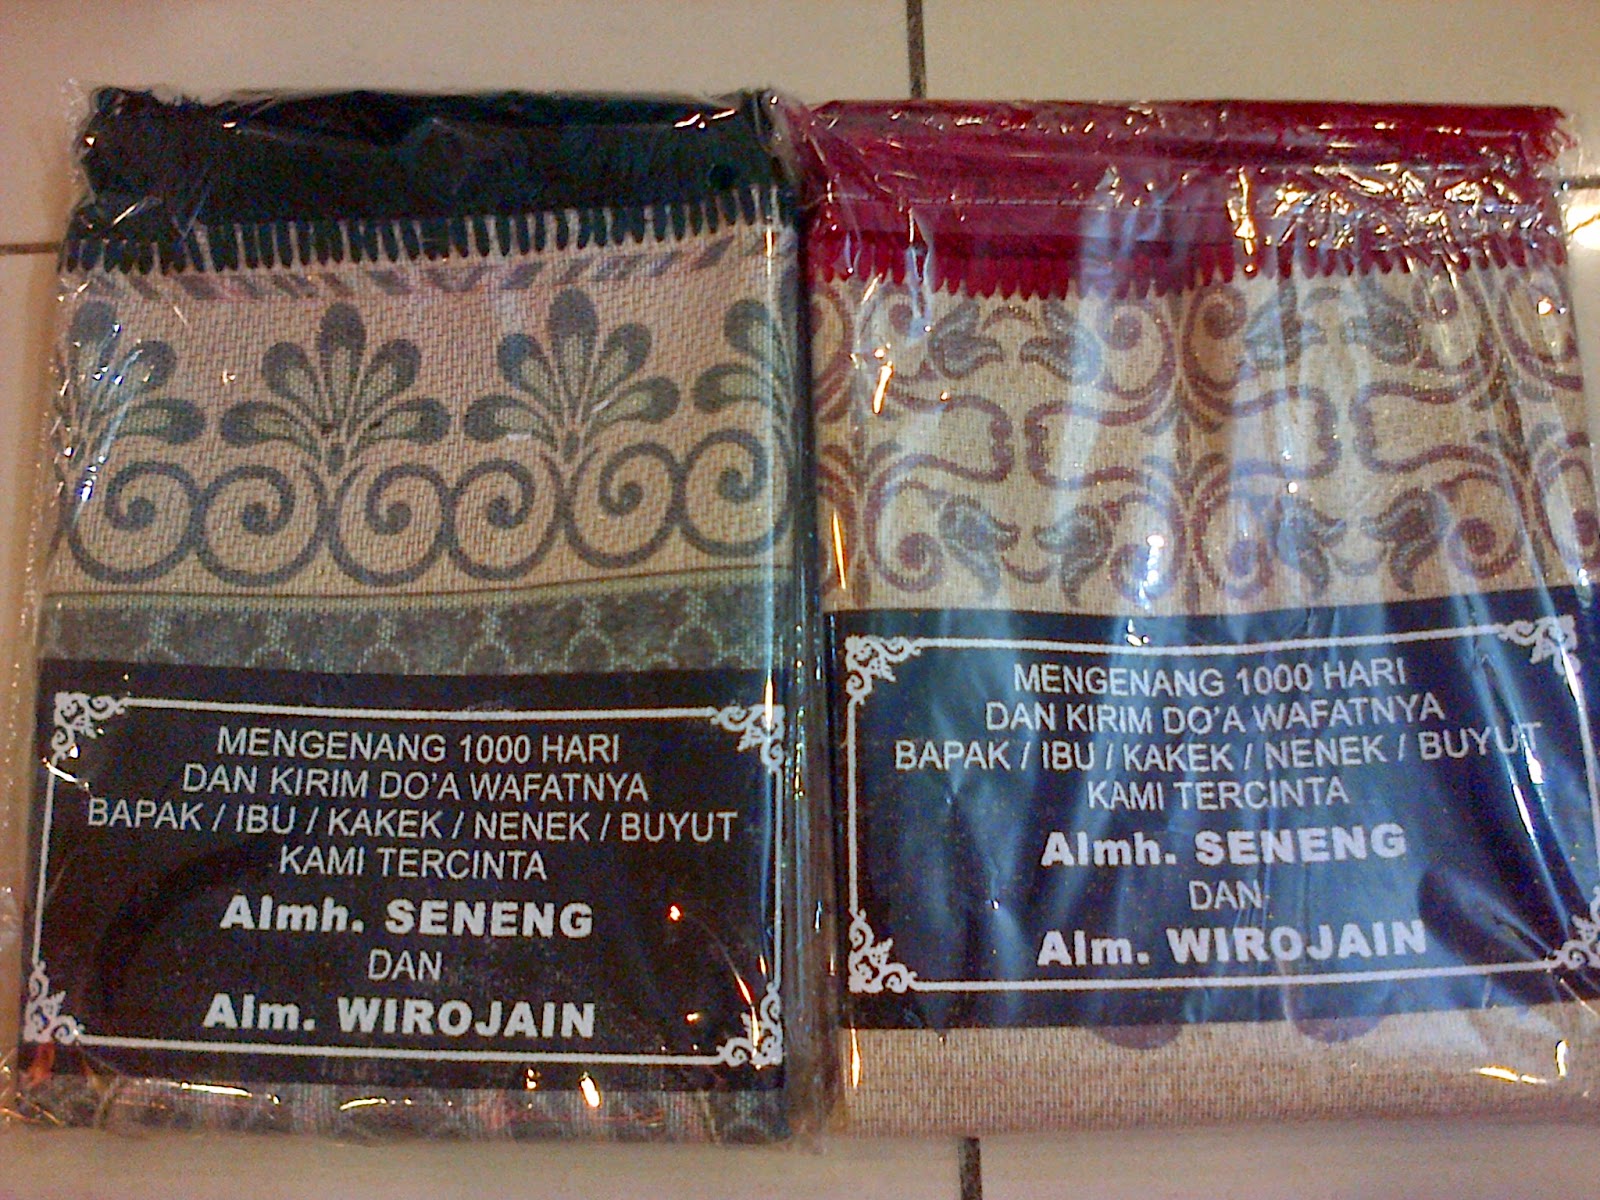 MENGENANG 1000 HARI
DAN KIRIM DO'A WAFATNYA
BAPAK / IBU / KAKEK / NENEK / BUYUT
KAMI TERCINTA
Almh. SENENG
DAN
Alm. WIROJAIN
MENGENANG 1000 HARI
DAN KIRIM DO'A WAFATNYA
BAPAK / IBU / KAKEK / NENEK / BUYUT
KAMI TERCINTA
Almh. SENENG
DAN
Alm. WIROJAIN